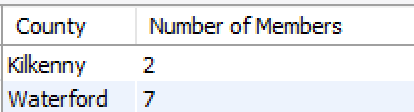 County Number of Members
Kilkenny 2
Waterford 7